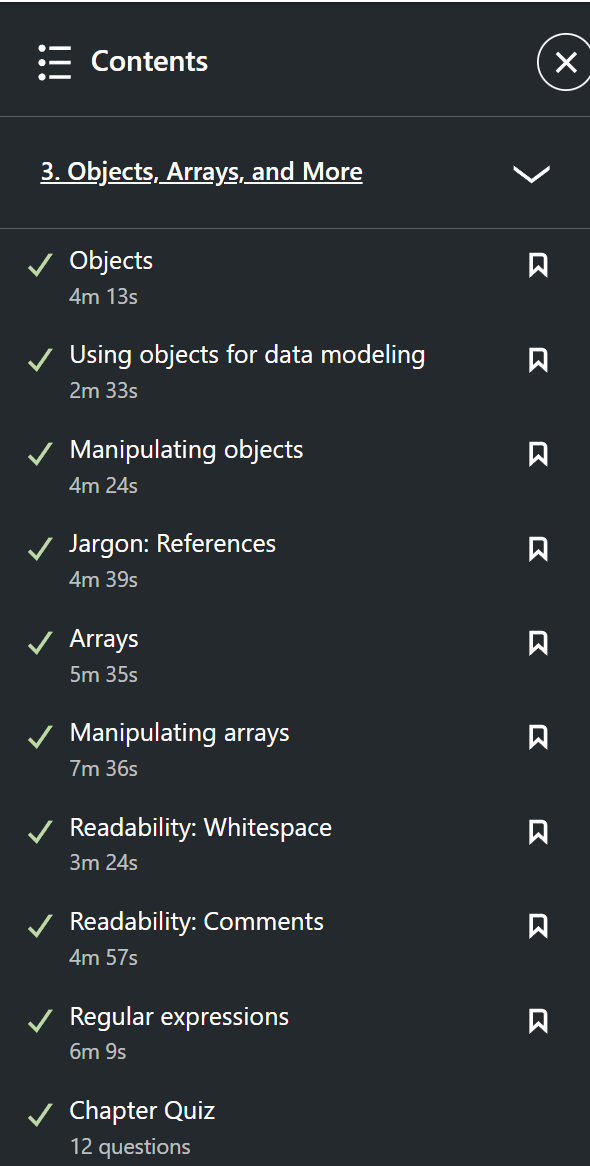 Contents
3. Objects, Arrays, and More
Objects
4m 13s
Using objects for data modeling
2m 33s
Manipulating objects
4m 24s
Jargon: References
4m 39s
Arrays
5m 35s
Manipulating arrays
7m 36s
Readability: Whitespace
3m 24s
Readability: Comments
4m 57s
Regular expressions
6m 9s
Chapter Quiz
12 questions